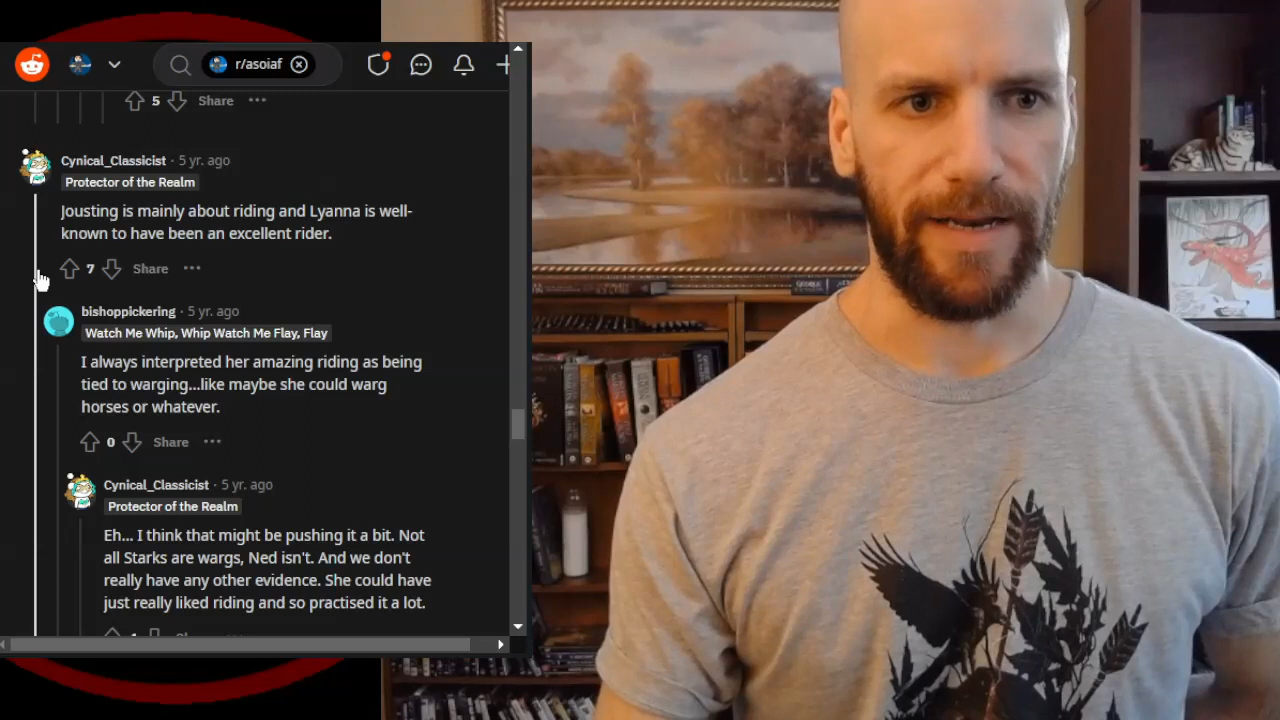 r/asoiaf
5 Share
Cynical_Classicist · 5 yr. ago
Protector of the Realm
Jousting is mainly about riding and Lyanna is well-
known to have been an excellent rider.
7 Share
bishoppickering · 5 yr. ago
Watch Me Whip, Whip Watch Me Flay, Flay
I always interpreted her amazing riding as being
tied to warging...like maybe she could warg
horses or whatever.
0 Share
Cynical_Classicist · 5 yr. ago
Protector of the Realm
Eh... I think that might be pushing it a bit. Not
all Starks are wargs, Ned isn't. And we don't
really have any other evidence. She could have
just really liked riding and so practised it a lot.